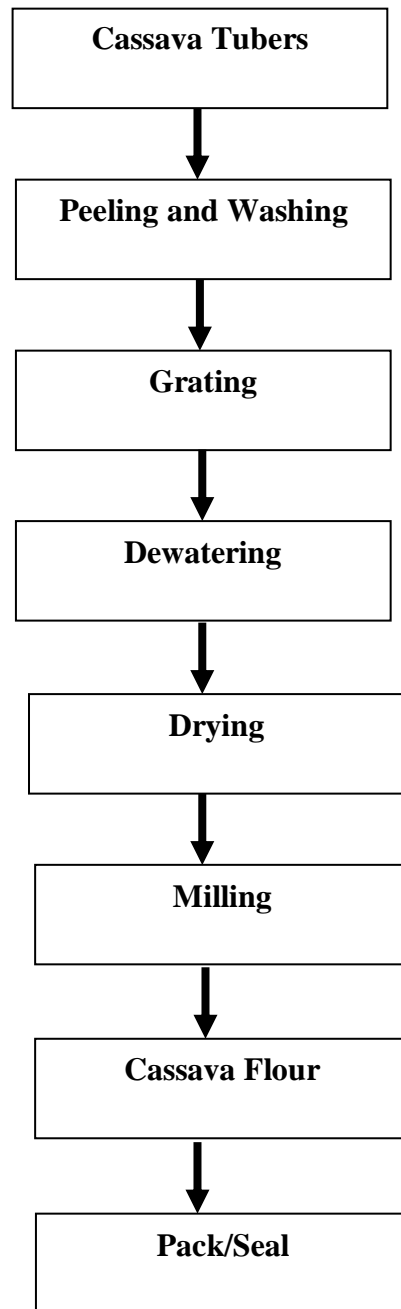 Cassava Tubers
Peeling and Washing
Grating
Dewatering
Drying
Milling
Cassava Flour
Pack/Seal